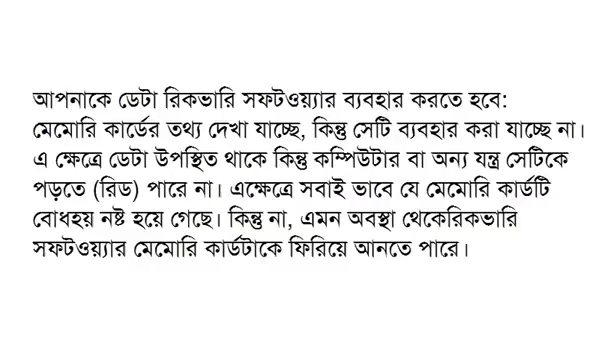 আপনাকে ডেটা রিকভারি সফটওয়্যার ব্যবহার করতে হবে:
মেমোরি কার্ডের তথ্য দেখা যাচ্ছে, কিন্তু সেটি ব্যবহার করা যাচ্ছে না।
এ ক্ষেত্রে ডেটা উপস্থিত থাকে কিন্তু কম্পিউটার বা অন্য যন্ত্র সেটিকে
পড়তে (রিড) পারে না। এক্ষেত্রে সবাই ভাবে যে মেমোরি কার্ডটি
বোধহয় নষ্ট হয়ে গেছে। কিন্তু না, এমন অবস্থা থেকেরিকভারি
সফটওয়্যার মেমোরি কার্ডটাকে ফিরিয়ে আনতে পারে।